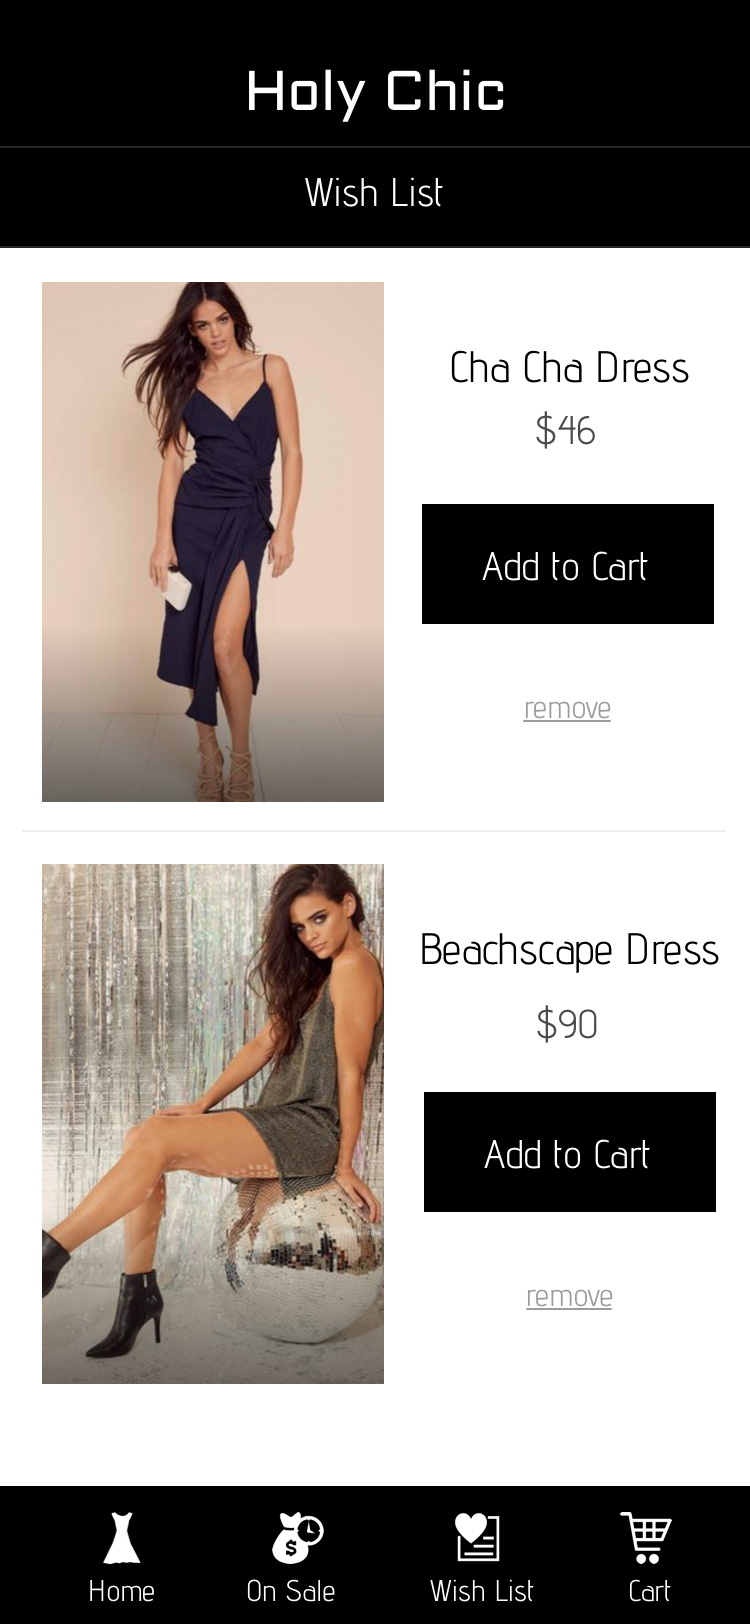 Holy Chic
Wish List
Cha Cha Dress
$46
Add to Cart
remove
Beachscape Dress
$90
Add to Cart
remove
$
Home
On Sale
Wish List
Cart